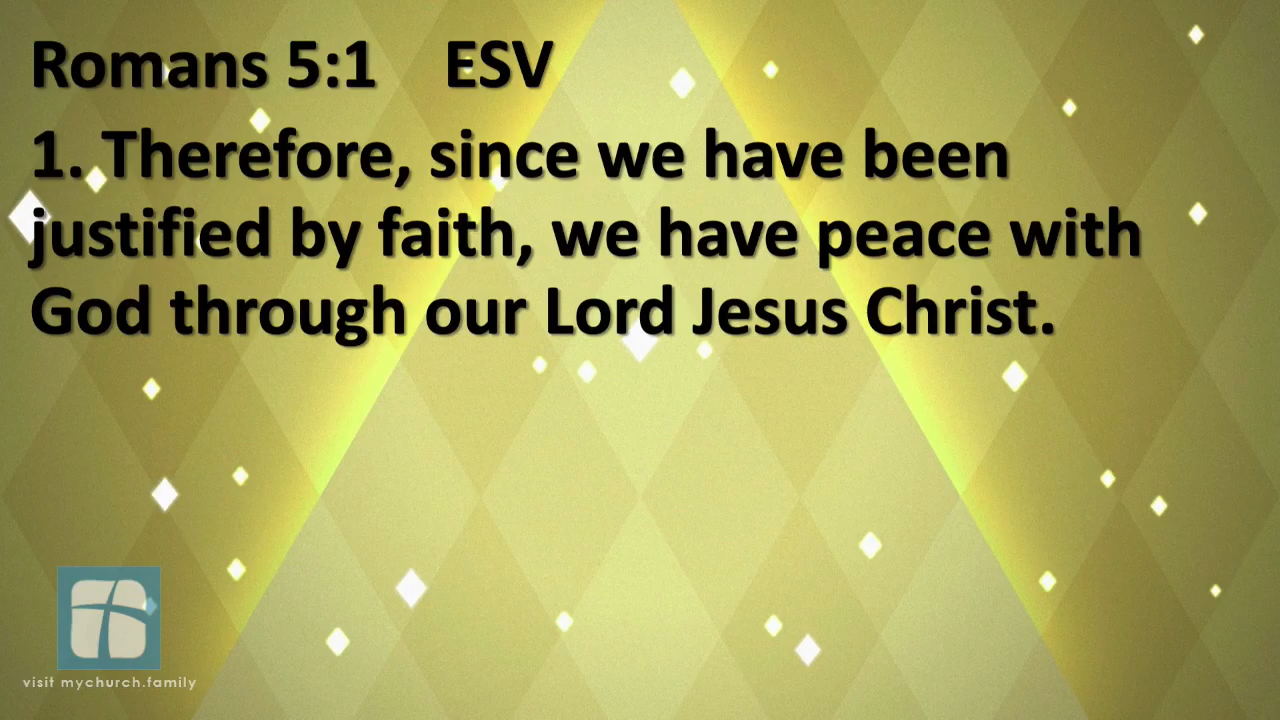 Romans 5:1 ESV
1. Therefore, since we have been
justified by faith, we have peace with
God through our Lord Jesus Christ.
visit mychurch.family